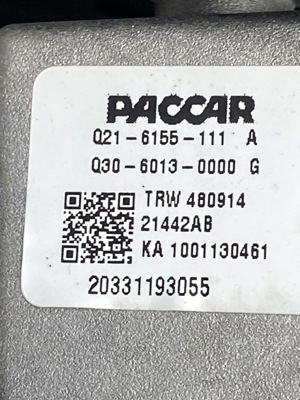 PACCAR
Q21-6155-111 A
Q30-6013-0000 G
TRW 480914
21442AB
KA 1001130461
20331193055